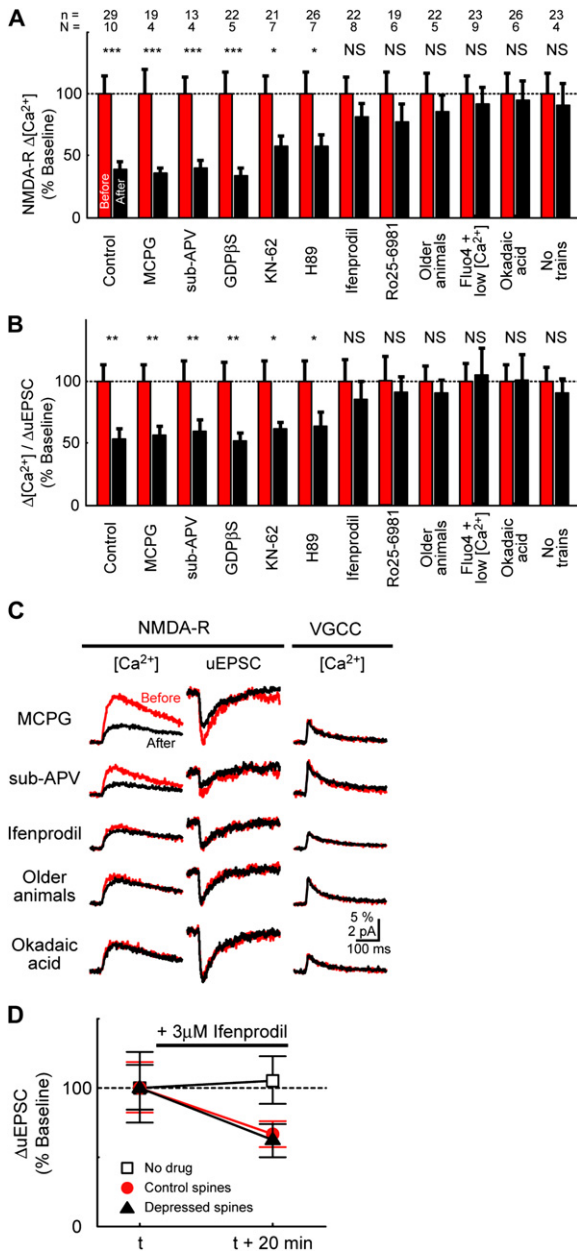 A
n = 29 19 13 22 21 26 22 19 22 23 26 23
N = 10 4 4 5 7 7 8 6 5 9 6 4
*** *** *** *** * * NS NS NS NS NS NS
NMDA-R Δ[Ca²⁺]
(% Baseline)
100
50
0
Before
After
Control
MCPG
sub-APV
GDPβS
KN-62
H89
Ifenprodil
Ro25-6981
Older
animals
Fluo4 +
low [Ca²⁺]
Okadaic
acid
No
trains
B
** ** ** ** * * NS NS NS NS NS NS
Δ[Ca²⁺] / ΔuEPSC
(% Baseline)
100
50
0
Control
MCPG
sub-APV
GDPβS
KN-62
H89
Ifenprodil
Ro25-6981
Older
animals
Fluo4 +
low [Ca²⁺]
Okadaic
acid
No
trains
C
NMDA-R VGCC
[Ca²⁺] uEPSC [Ca²⁺]
MCPG
Before
After
sub-APV
Ifenprodil
Older
animals
Okadaic
acid
5 %
2 pA
100 ms
D
+ 3μM Ifenprodil
ΔuEPSC
(% Baseline)
100
0
No drug
Control spines
Depressed spines
t t + 20 min